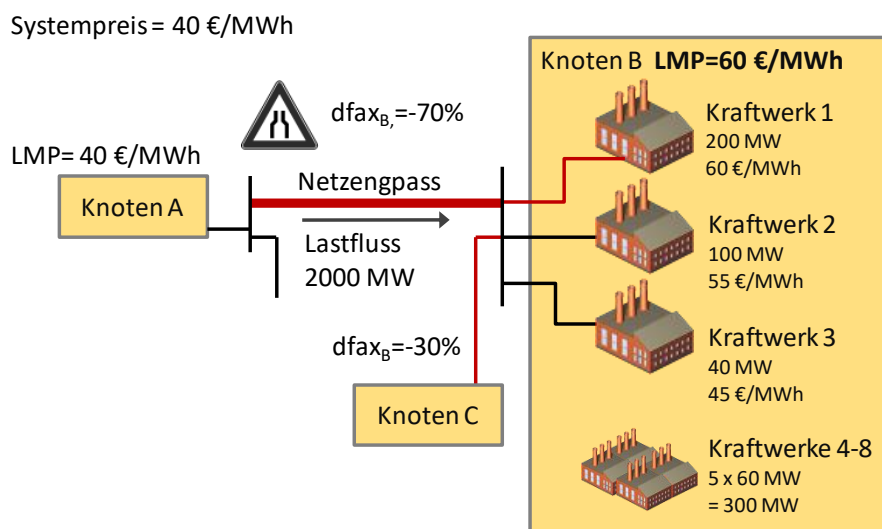 Systempreis = 40 €/MWh
dfax_B,=-70%
LMP= 40 €/MWh
Knoten A
Netzengpass
Lastfluss
2000 MW
dfax_B=-30%
Knoten C
Knoten B LMP=60 €/MWh
Kraftwerk 1
200 MW
60 €/MWh
Kraftwerk 2
100 MW
55 €/MWh
Kraftwerk 3
40 MW
45 €/MWh
Kraftwerke 4-8
5 x 60 MW
= 300 MW